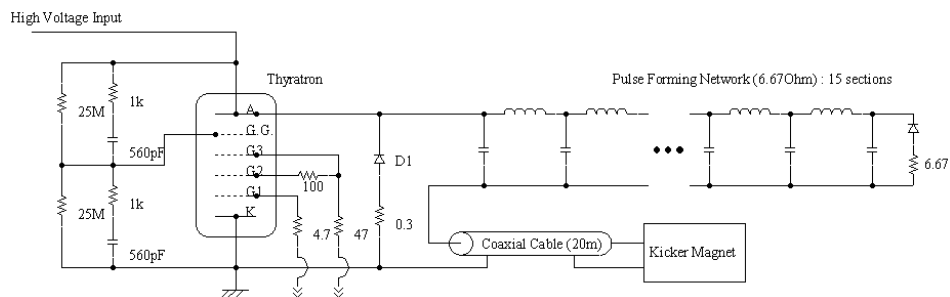 High Voltage Input
Thyratron
Pulse Forming Network (6.67Ohm) : 15 sections
25M
1k
560pF
25M
1k
560pF
A
G.G.
G3
G2
G1
K
100
4.7
47
D1
0.3
6.67
Coaxial Cable (20m)
Kicker Magnet